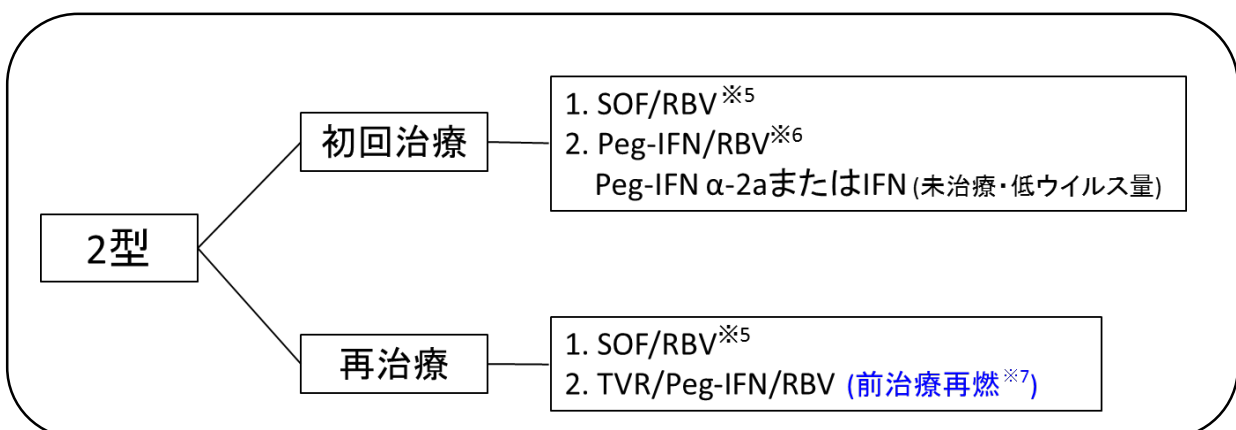 2型
初回治療
1. SOF/RBV※5
2. Peg-IFN/RBV※6
Peg-IFN α-2aまたはIFN (未治療・低ウイルス量)
再治療
1. SOF/RBV※5
2. TVR/Peg-IFN/RBV (前治療再燃※7)